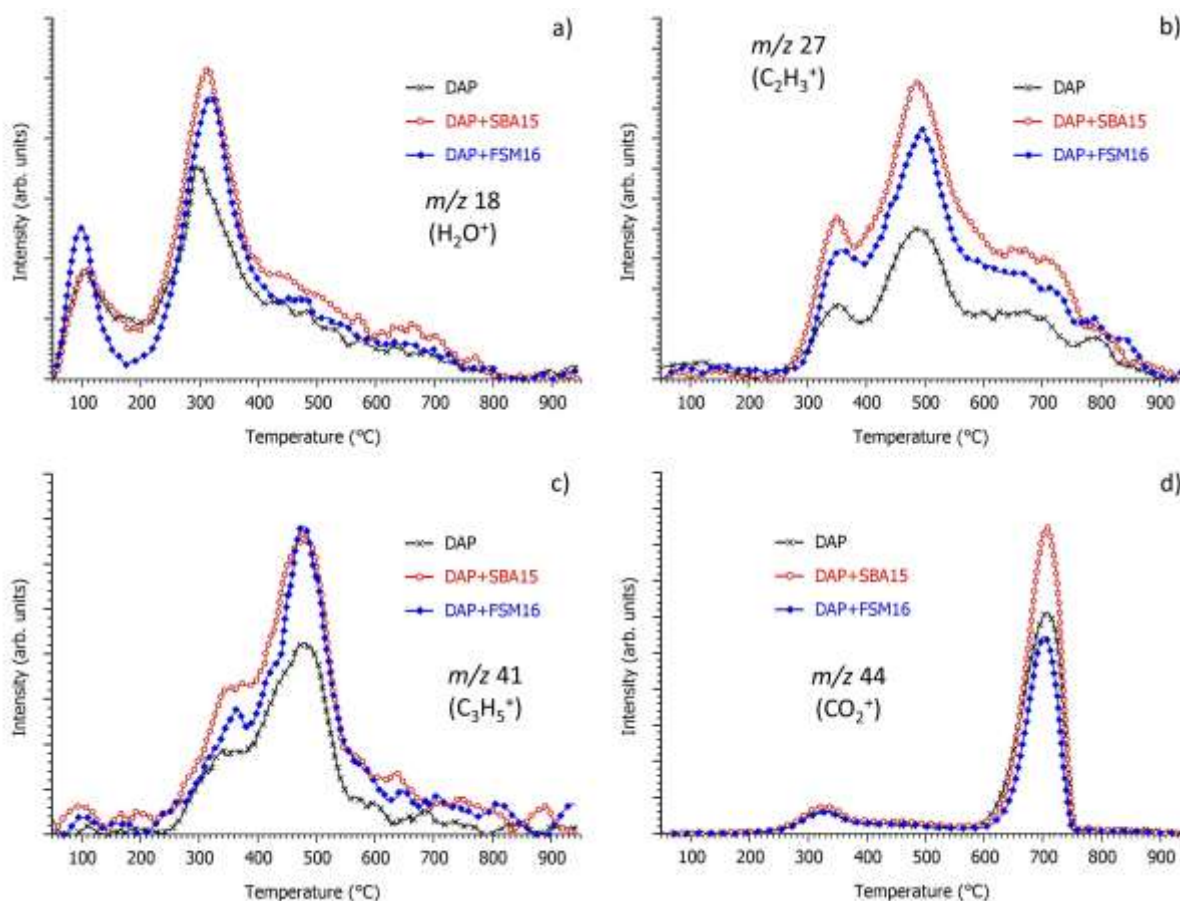 a)
m/z 18
(H₂O⁺)
DAP
DAP+SBA15
DAP+FSM16
Intensity (arb. units)
100 200 300 400 500 600 700 800 900
Temperature (°C)
b)
m/z 27
(C₂H₃⁺)
DAP
DAP+SBA15
DAP+FSM16
Intensity (arb. units)
100 200 300 400 500 600 700 800 900
Temperature (°C)
c)
DAP
DAP+SBA15
DAP+FSM16
m/z 41
(C₃H₅⁺)
Intensity (arb. units)
100 200 300 400 500 600 700 800 900
Temperature (°C)
d)
DAP
DAP+SBA15
DAP+FSM16
m/z 44
(CO₂⁺)
Intensity (arb. units)
100 200 300 400 500 600 700 800 900
Temperature (°C)